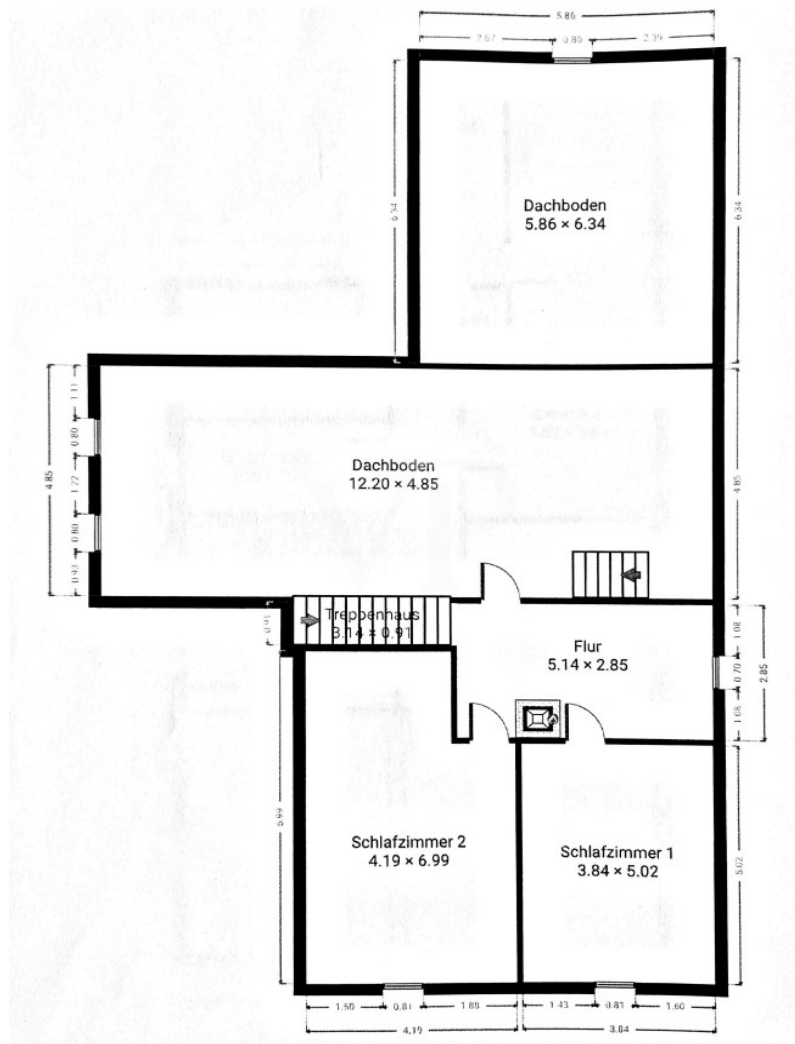 5.86
2.67 0.80 2.39
6.34
6.34
Dachboden
5.86 × 6.34
1.11
0.80
1.22
0.80
0.43
4.85
4.85
Dachboden
12.20 × 4.85
Treppenhaus
3.14 × 0.91
0.91
Flur
5.14 × 2.85
1.08
0.70
1.08
2.85
6.99
Schlafzimmer 2
4.19 × 6.99
Schlafzimmer 1
3.84 × 5.02
5.02
1.50 0.81 1.88 1.43 0.81 1.60
4.19 3.84